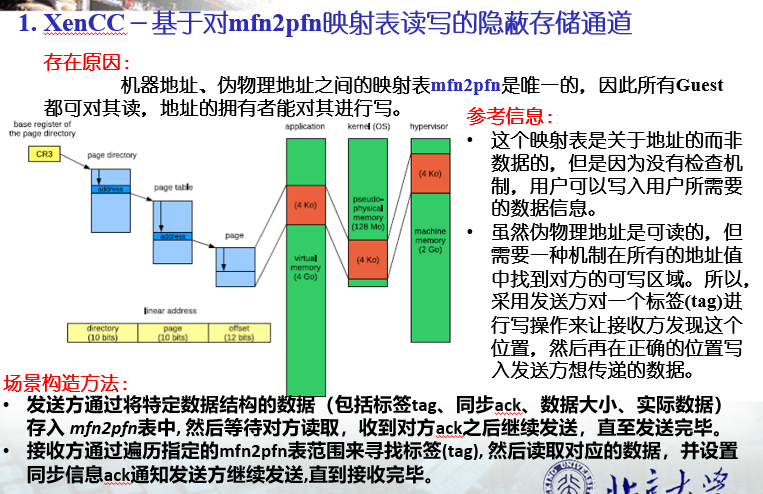 1. XenCC－基于对mfn2pfn映射表读写的隐蔽存储通道
存在原因：
机器地址、伪物理地址之间的映射表mfn2pfn是唯一的，因此所有Guest
都可对其读，地址的拥有者能对其进行写。
base register of
the page directory
CR3
page directory
address
page table
address
page
linear address
directory
(10 bits)
page
(10 bits)
offset
(12 bits)
application
kernel (OS)
hypervisor
(4 Ko)
virtual
memory
(4 Go)
pseudo-
physical
memory
(128 Mo)
(4 Ko)
(4 Ko)
machine
memory
(2 Go)
参考信息：
• 这个映射表是关于地址的而非
数据的，但是因为没有检查机
制，用户可以写入用户所需要
的数据信息。
• 虽然伪物理地址是可读的，但
需要一种机制在所有的地址值
中找到对方的可写区域。所以，
采用发送方对一个标签(tag)进
行写操作来让接收方发现这个
位置，然后再在正确的位置写
入发送方想传递的数据。
场景构造方法：
• 发送方通过将特定数据结构的数据（包括标签tag、同步ack、数据大小、实际数据）
存入 mfn2pfn表中, 然后等待对方读取，收到对方ack之后继续发送，直至发送完毕。
• 接收方通过遍历指定的mfn2pfn表范围来寻找标签(tag), 然后读取对应的数据，并设置
同步信息ack通知发送方继续发送,直到接收完毕。
北京大学